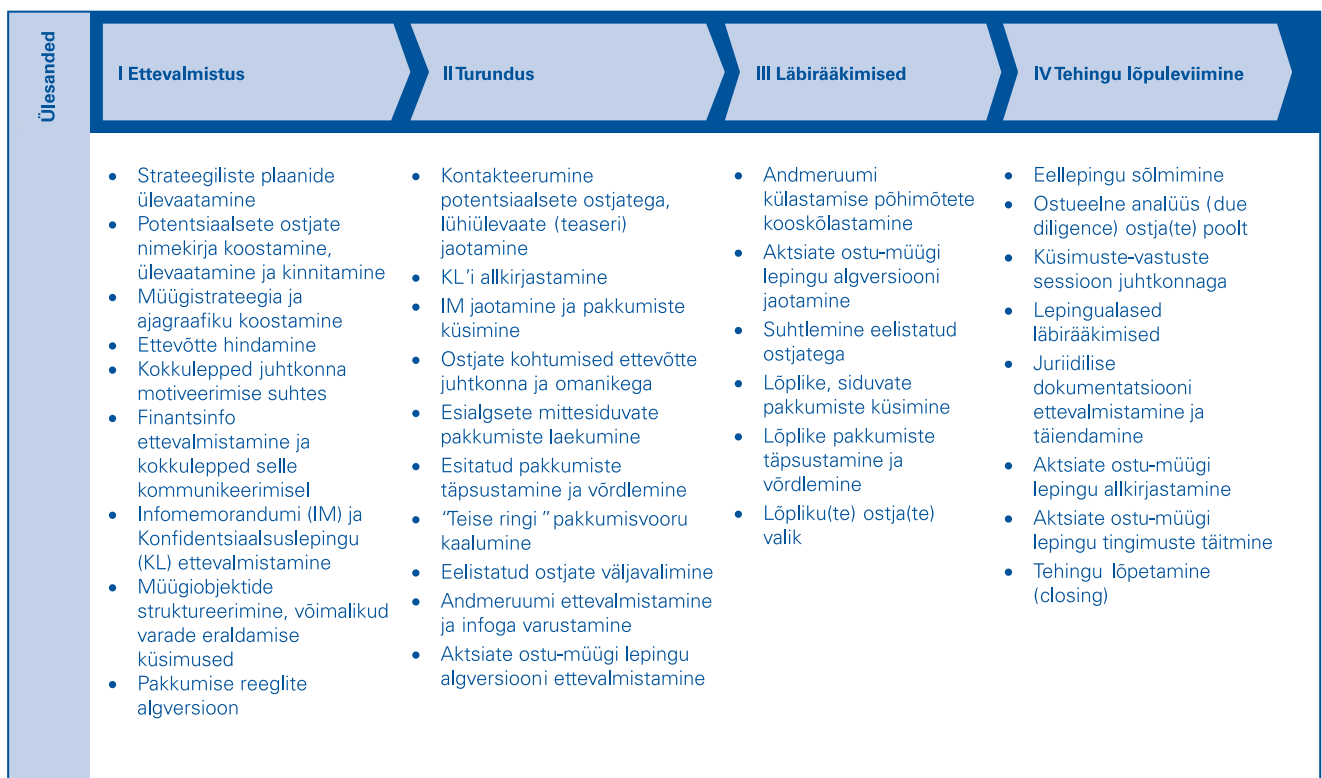 Ülesanded
I Ettevalmistus
II Turundus
III Läbirääkimised
IV Tehingu lõpuleviimine
• Strateegiliste plaanide
ülevaatamine
• Potentsiaalsete ostjate
nimekirja koostamine,
ülevaatamine ja kinnitamine
• Müügistrateegia ja
ajagraafiku koostamine
• Ettevõtte hindamine
• Kokkulepped juhtkonna
motiveerimise suhtes
• Finantsinfo
ettevalmistamine ja
kokkulepped selle
kommunikeerimisel
• Infomemorandumi (IM) ja
Konfidentsiaalsuslepingu
(KL) ettevalmistamine
• Müügiobjektide
struktureerimine, võimalikud
varade eraldamise
küsimused
• Pakkumise reeglite
algversioon
• Kontakteerumine
potentsiaalsete ostjatega,
lühiülevaate (teaseri)
jaotamine
• KL'i allkirjastamine
• IM jaotamine ja pakkumiste
küsimine
• Ostjate kohtumised ettevõtte
juhtkonna ja omanikega
• Esialgsete mittesiduvate
pakkumiste laekumine
• Esitatud pakkumiste
täpsustamine ja võrdlemine
• "Teise ringi" pakkumisvooru
kaalumine
• Eelistatud ostjate väljavalimine
• Andmeruumi ettevalmistamine
ja infoga varustamine
• Aktsiate ostu-müügi lepingu
algversiooni ettevalmistamine
• Andmeruumi
külastamise põhimõtete
kooskõlastamine
• Aktsiate ostu-müügi
lepingu algversiooni
jaotamine
• Suhtlemine eelistatud
ostjatega
• Lõplike, siduvate
pakkumiste küsimine
• Lõplike pakkumiste
täpsustamine ja
võrdlemine
• Lõpliku(te) ostja(te)
valik
• Eellepingu sõlmimine
• Ostueelne analüüs (due
diligence) ostja(te) poolt
• Küsimuste-vastuste
sessioon juhtkonnaga
• Lepingualased
läbirääkimised
• Juriidilise
dokumentatsiooni
ettevalmistamine ja
täiendamine
• Aktsiate ostu-müügi
lepingu allkirjastamine
• Aktsiate ostu-müügi
lepingu tingimuste täitmine
• Tehingu lõpetamine
(closing)